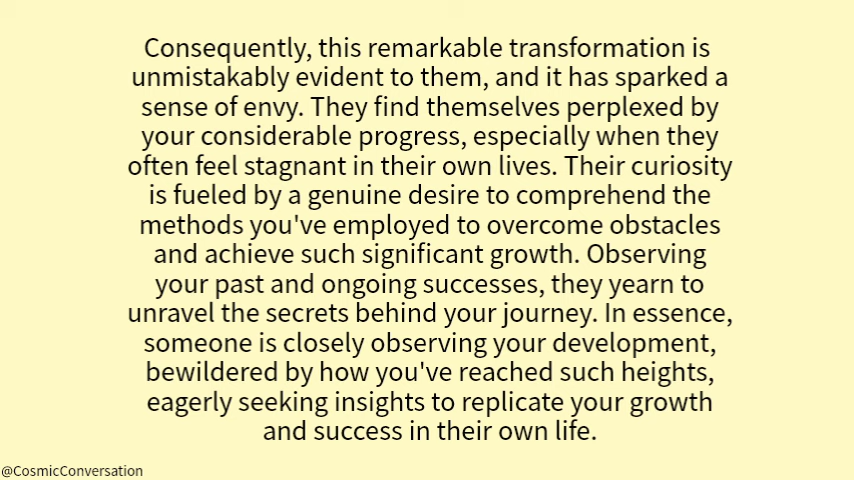 Consequently, this remarkable transformation is
unmistakably evident to them, and it has sparked a
sense of envy. They find themselves perplexed by
your considerable progress, especially when they
often feel stagnant in their own lives. Their curiosity
is fueled by a genuine desire to comprehend the
methods you've employed to overcome obstacles
and achieve such significant growth. Observing
your past and ongoing successes, they yearn to
unravel the secrets behind your journey. In essence,
someone is closely observing your development,
bewildered by how you've reached such heights,
eagerly seeking insights to replicate your growth
and success in their own life.
@CosmicConversation